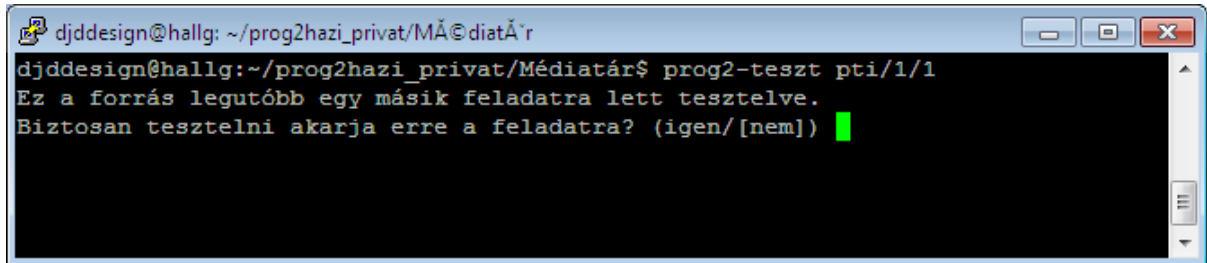 djddesign@hallg: ~/prog2hazi_privat/MĂ©diatĂˇr
djddesign@hallg:~/prog2hazi_privat/Médiatár$ prog2-teszt pti/1/1
Ez a forrás legutóbb egy másik feladatra lett tesztelve.
Biztosan tesztelni akarja erre a feladatra? (igen/[nem])